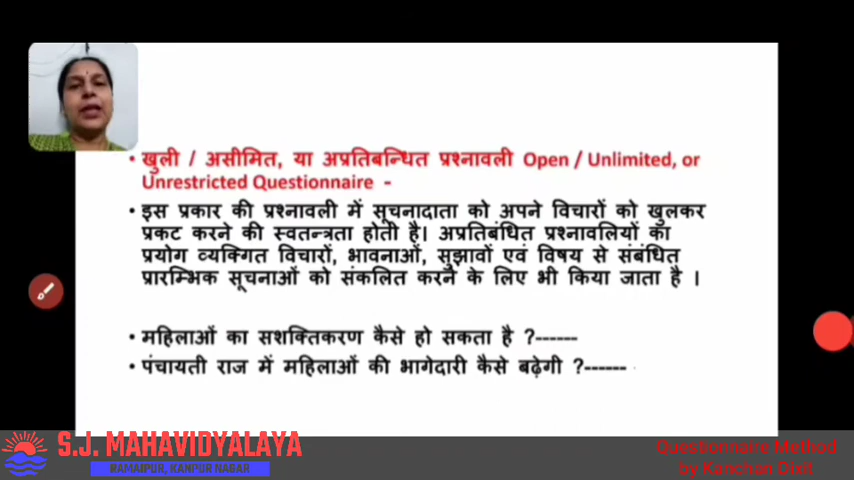 • खुली / असीमित, या अप्रतिबन्धित प्रश्नावली Open / Unlimited, or
Unrestricted Questionnaire -
• इस प्रकार की प्रश्नावली में सूचनादाता को अपने विचारों को खुलकर
प्रकट करने की स्वतन्त्रता होती है। अप्रतिबंधित प्रश्नावलियों का
प्रयोग व्यक्गित विचारों, भावनाओं, सुझावों एवं विषय से संबंधित
प्रारम्भिक सूचनाओं को संकलित करने के लिए भी किया जाता है ।
• महिलाओं का सशक्तिकरण कैसे हो सकता है ?------
• पंचायती राज में महिलाओं की भागेदारी कैसे बढ़ेगी ?------
S.J. MAHAVIDYALAYA
RAMAIPUR, KANPUR NAGAR
Questionnaire Method
by Kanchan Dixit